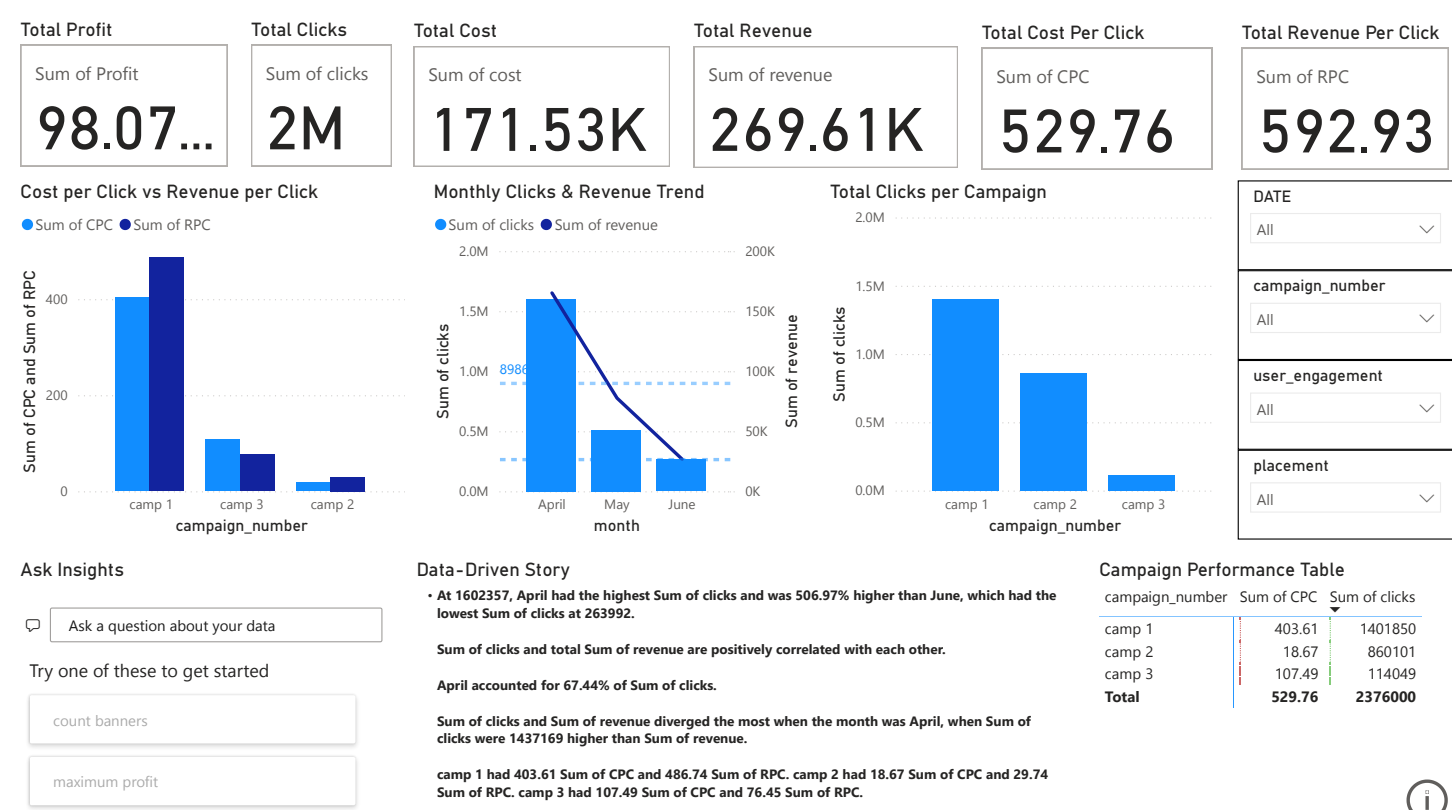 Total Profit
Sum of Profit
98.07...
Total Clicks
Sum of clicks
2M
Total Cost
Sum of cost
171.53K
Total Revenue
Sum of revenue
269.61K
Total Cost Per Click
Sum of CPC
529.76
Total Revenue Per Click
Sum of RPC
592.93
Cost per Click vs Revenue per Click
Sum of CPC Sum of RPC
Sum of CPC and Sum of RPC
400
200
0
camp 1 camp 3 camp 2
campaign_number
Monthly Clicks & Revenue Trend
Sum of clicks Sum of revenue
Sum of clicks
2.0M
1.5M
1.0M
0.5M
0.0M
8986
200K
150K
100K
50K
0K
Sum of revenue
April May June
month
Total Clicks per Campaign
Sum of clicks
2.0M
1.5M
1.0M
0.5M
0.0M
camp 1 camp 2 camp 3
campaign_number
DATE
All
campaign_number
All
user_engagement
All
placement
All
Ask Insights
Ask a question about your data
Try one of these to get started
count banners
maximum profit
Data-Driven Story
• At 1602357, April had the highest Sum of clicks and was 506.97% higher than June, which had the
lowest Sum of clicks at 263992.
Sum of clicks and total Sum of revenue are positively correlated with each other.
April accounted for 67.44% of Sum of clicks.
Sum of clicks and Sum of revenue diverged the most when the month was April, when Sum of
clicks were 1437169 higher than Sum of revenue.
camp 1 had 403.61 Sum of CPC and 486.74 Sum of RPC. camp 2 had 18.67 Sum of CPC and 29.74
Sum of RPC. camp 3 had 107.49 Sum of CPC and 76.45 Sum of RPC.
Campaign Performance Table
campaign_number Sum of CPC Sum of clicks
camp 1 403.61 1401850
camp 2 18.67 860101
camp 3 107.49 114049
Total 529.76 2376000